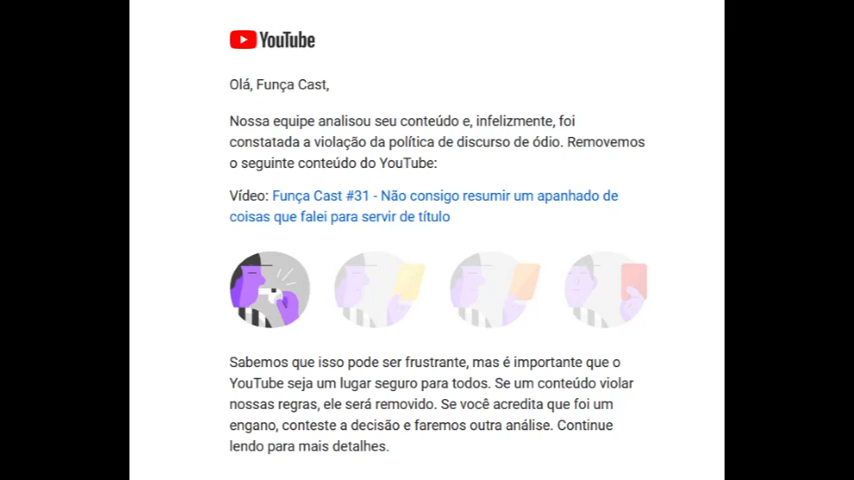 YouTube
Olá, Funça Cast,
Nossa equipe analisou seu conteúdo e, infelizmente, foi
constatada a violação da política de discurso de ódio. Removemos
o seguinte conteúdo do YouTube:
Vídeo: Funça Cast #31 - Não consigo resumir um apanhado de
coisas que falei para servir de título
Sabemos que isso pode ser frustrante, mas é importante que o
YouTube seja um lugar seguro para todos. Se um conteúdo violar
nossas regras, ele será removido. Se você acredita que foi um
engano, conteste a decisão e faremos outra análise. Continue
lendo para mais detalhes.